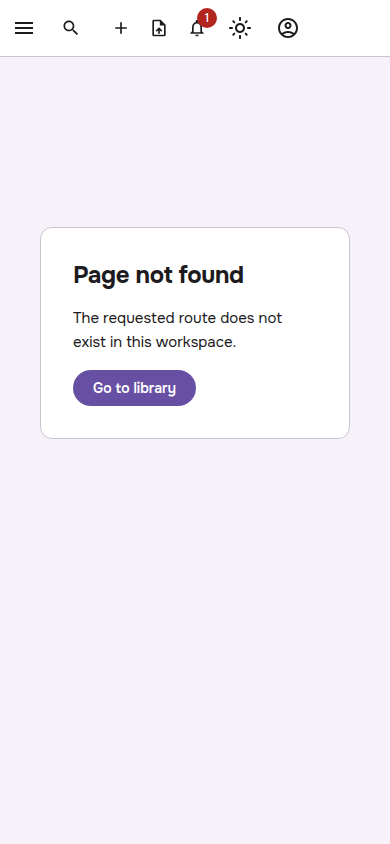 1
Page not found
The requested route does not
exist in this workspace.
Go to library